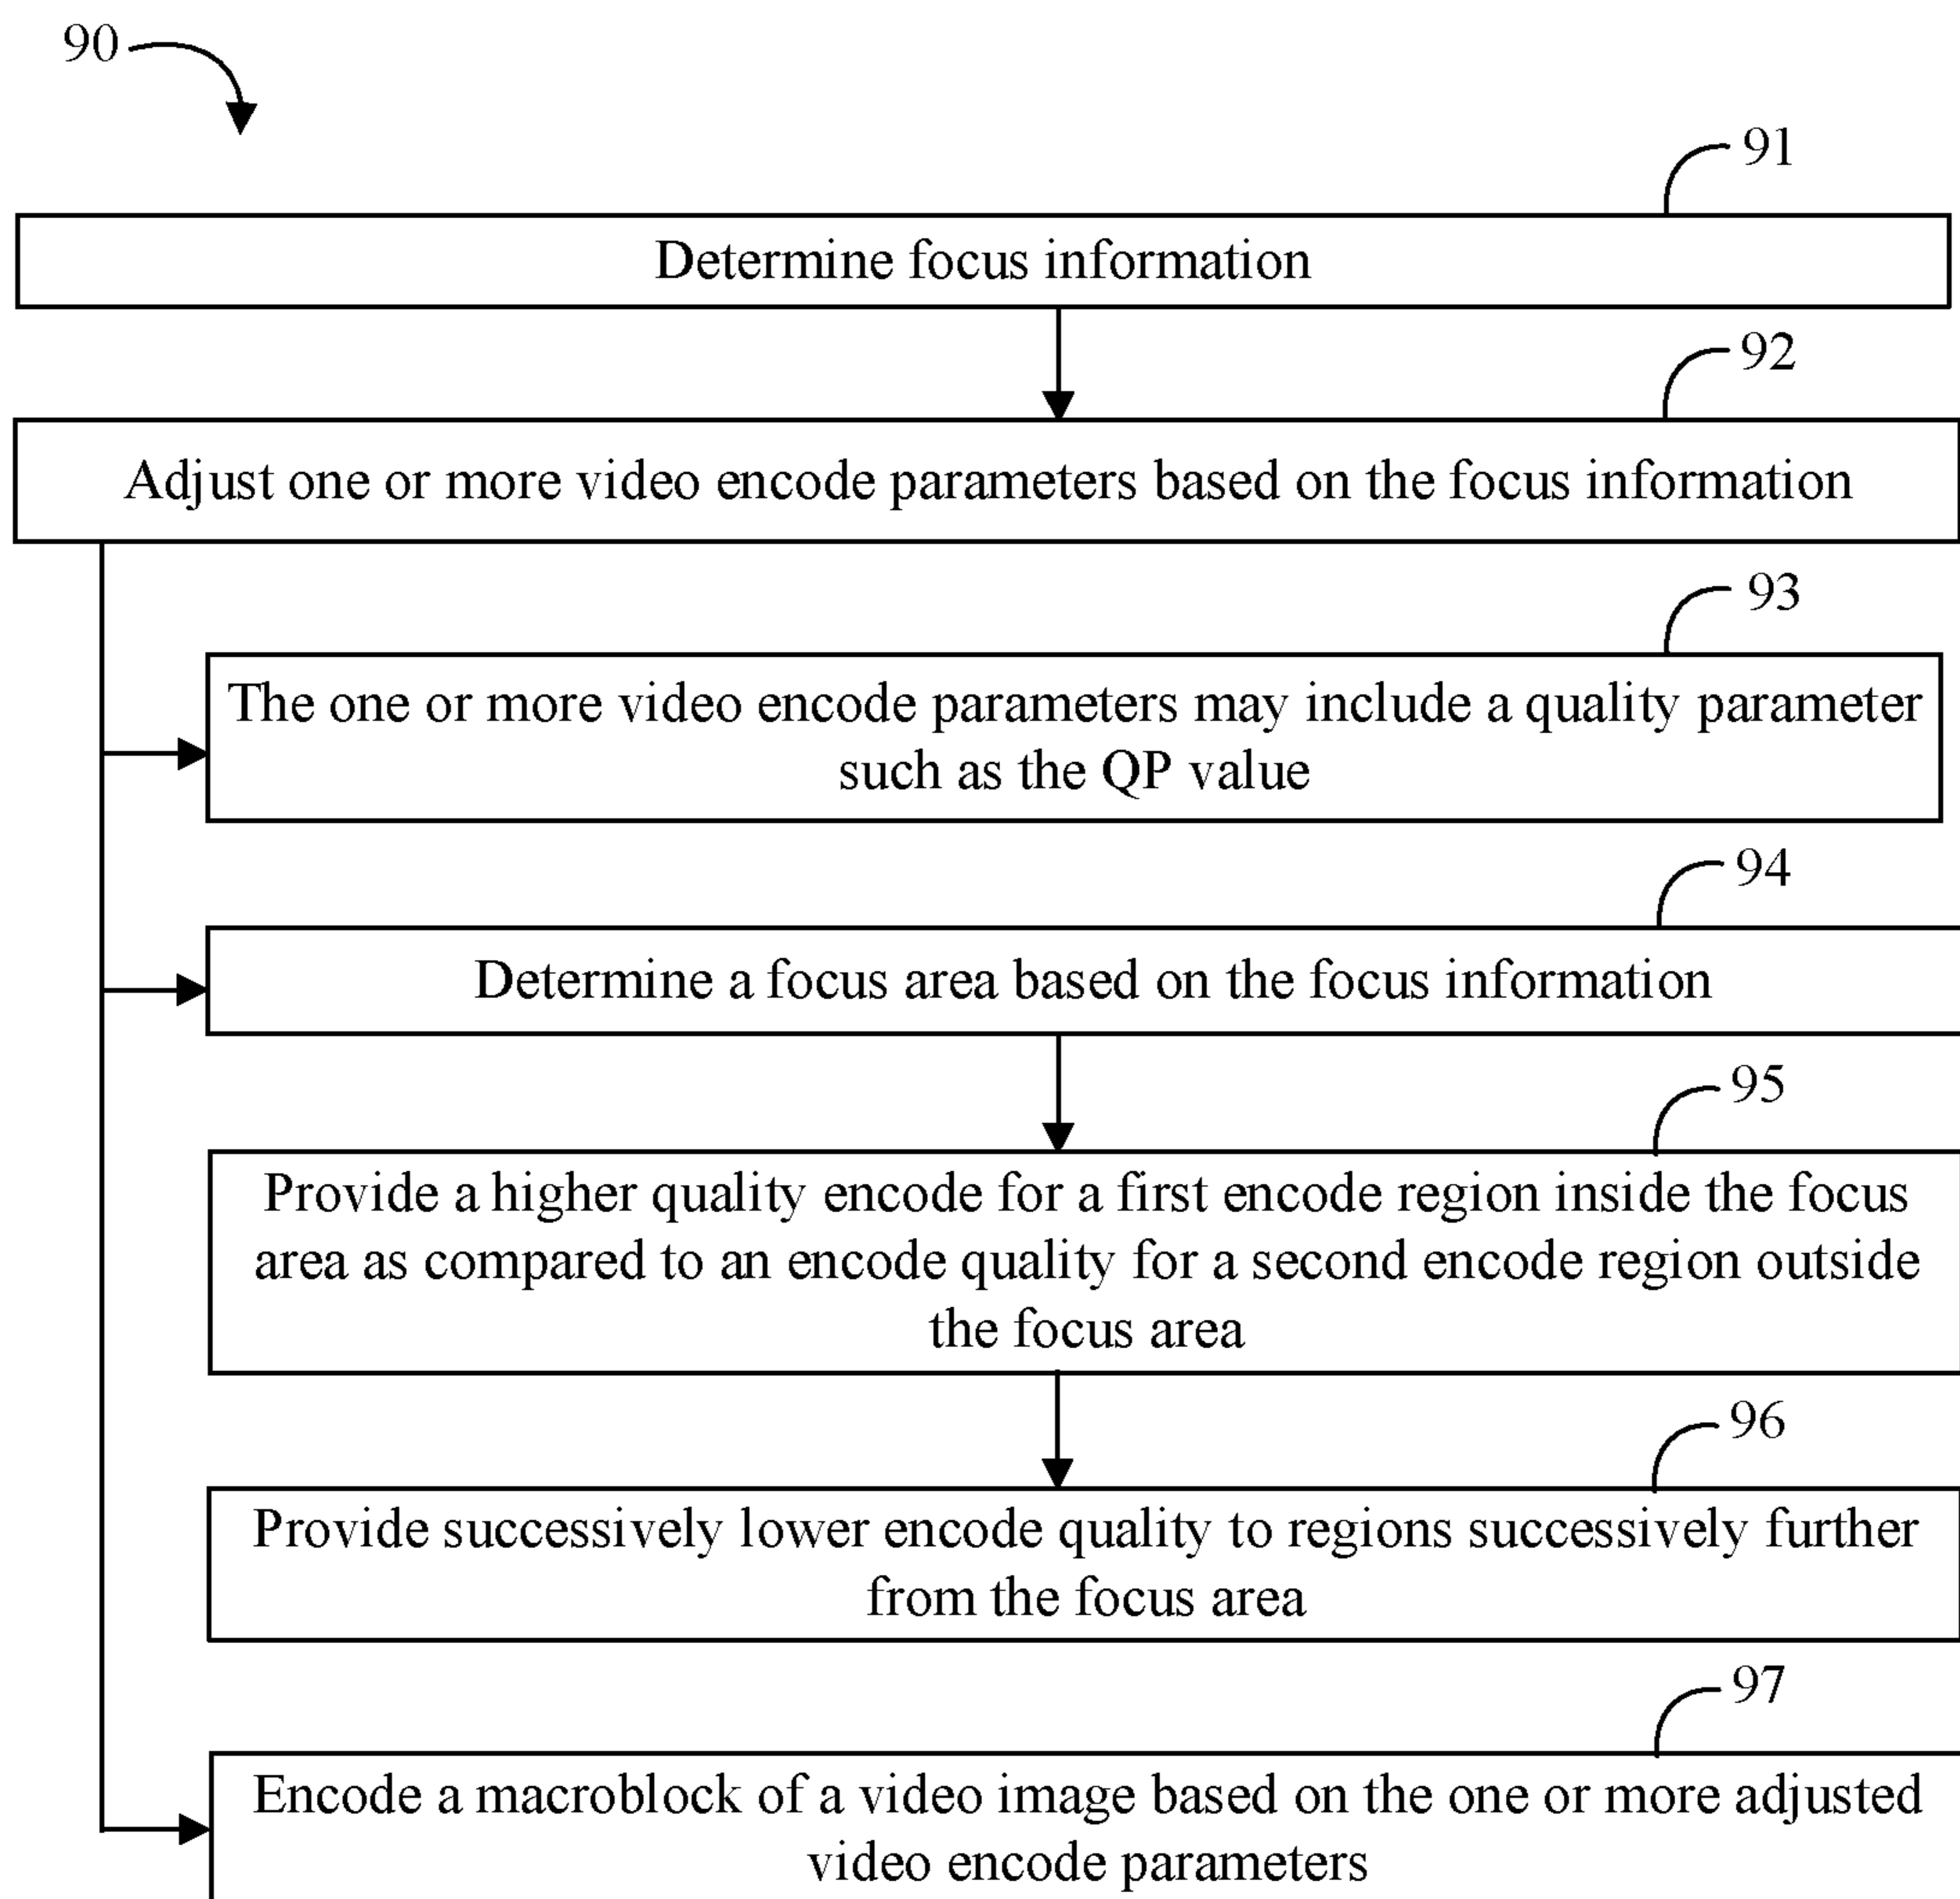 90
91
Determine focus information
92
Adjust one or more video encode parameters based on the focus information
93
The one or more video encode parameters may include a quality parameter
such as the QP value
94
Determine a focus area based on the focus information
95
Provide a higher quality encode for a first encode region inside the focus
area as compared to an encode quality for a second encode region outside
the focus area
96
Provide successively lower encode quality to regions successively further
from the focus area
97
Encode a macroblock of a video image based on the one or more adjusted
video encode parameters